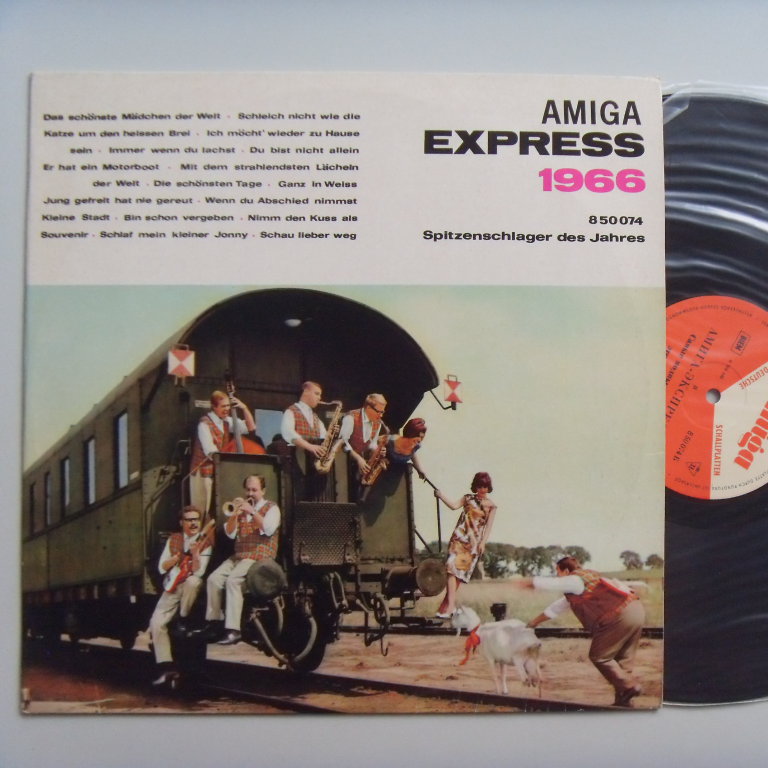 Das schönste Mädchen der Welt · Schleich nicht wie die
Katze um den heissen Brei · Ich möcht' wieder zu Hause
sein · Immer wenn du lachst · Du bist nicht allein
Er hat ein Motorboot · Mit dem strahlendsten Lächeln
der Welt · Die schönsten Tage · Ganz in Weiss
Jung gefreit hat nie gereut · Wenn du Abschied nimmst
Kleine Stadt · Bin schon vergeben · Nimm den Kuss als
Souvenir · Schlaf mein kleiner Jonny · Schau lieber weg
AMIGA
EXPRESS
1966
850074
Spitzenschlager des Jahres
АМИГА-ЭКСПРЕ
DEUTSCHE
SCHALLPLATTEN